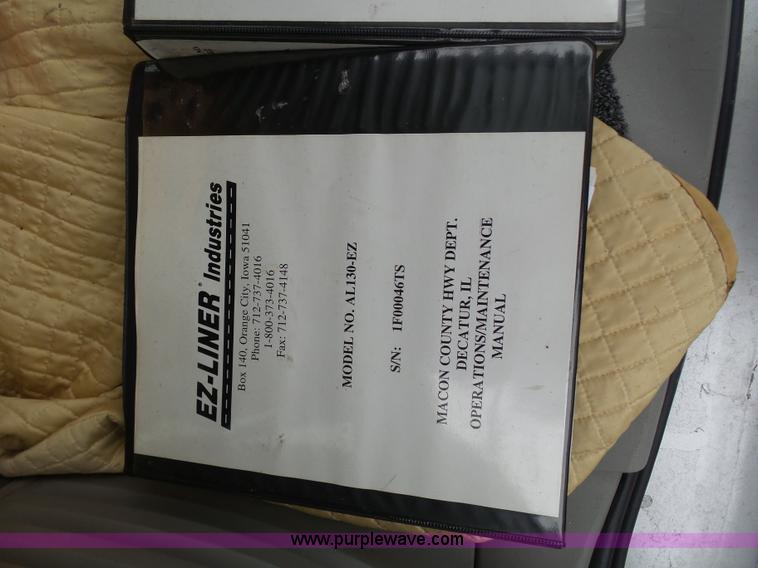 EZ-LINER® Industries
Box 140, Orange City, Iowa 51041
Phone: 712-737-4016
1-800-373-4016
Fax: 712-737-4148
MODEL NO. AL130-EZ
S/N: 1F00046TS
MACON COUNTY HWY DEPT.
DECATUR, IL
OPERATIONS/MAINTENANCE
MANUAL
www.purplewave.com